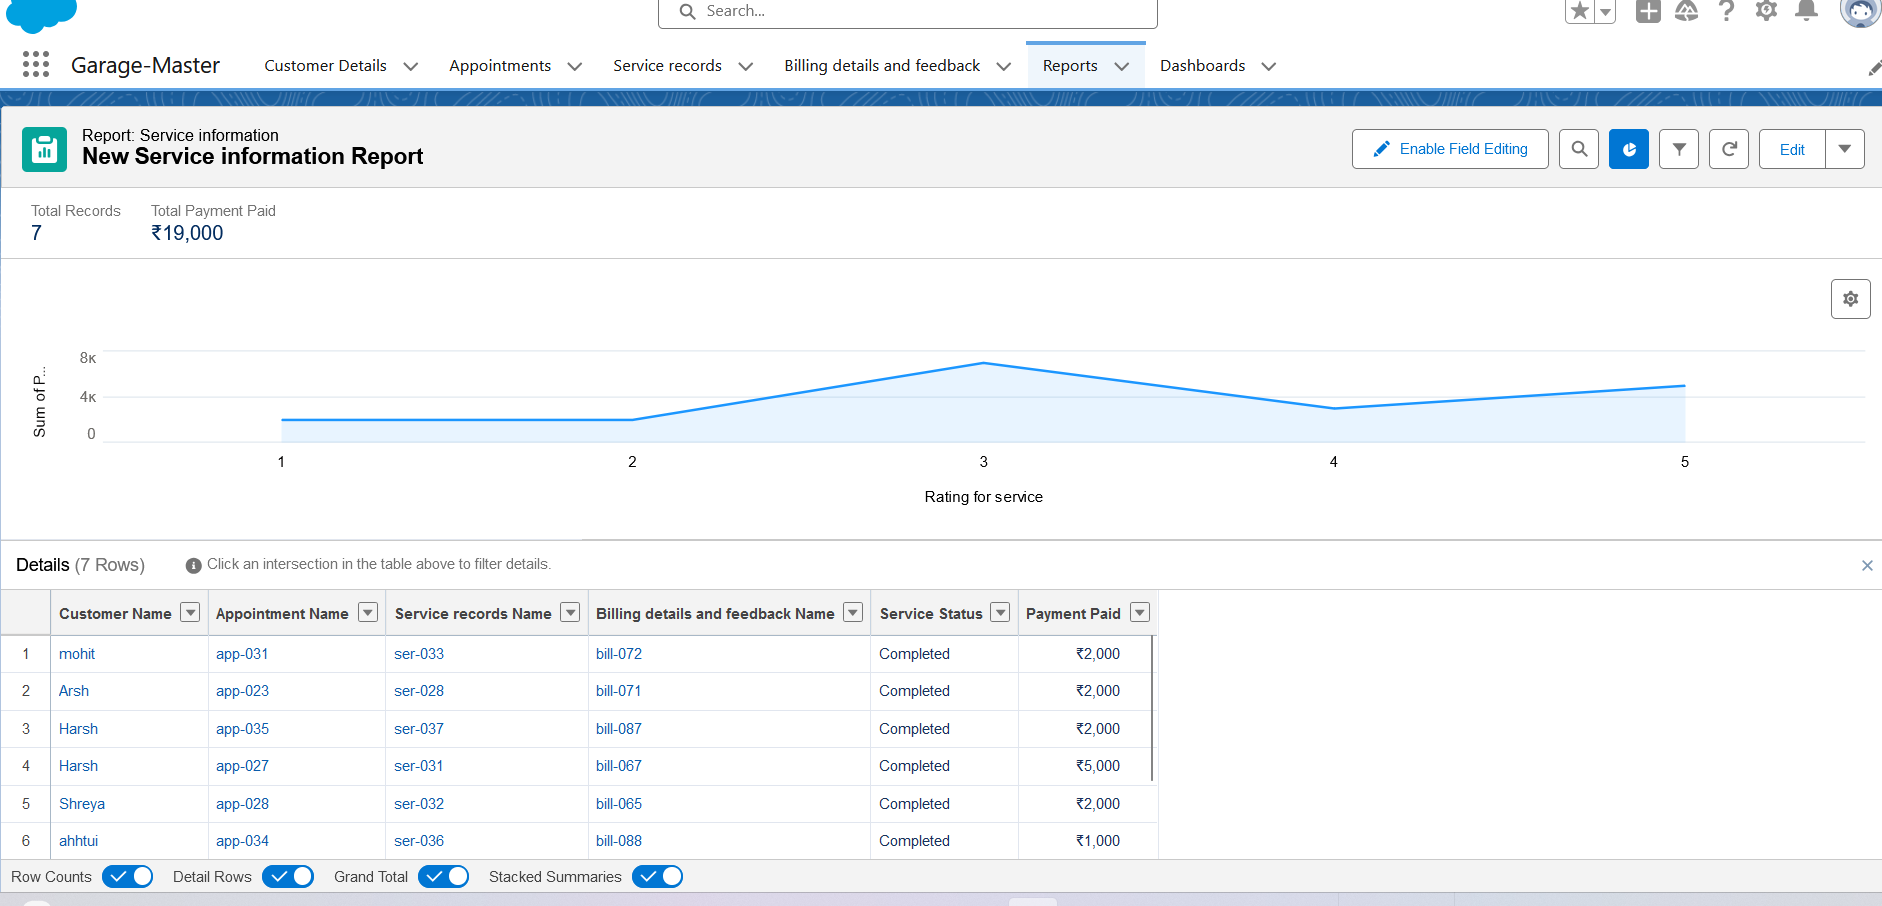 Search...
Garage-Master
Customer Details
Appointments
Service records
Billing details and feedback
Reports
Dashboards
Report: Service information
New Service information Report
Enable Field Editing
Edit
Total Records
7
Total Payment Paid
₹19,000
Sum of P...
8K
4K
0
1 2 3 4 5
Rating for service
Details (7 Rows)
Click an intersection in the table above to filter details.
Customer Name Appointment Name Service records Name Billing details and feedback Name Service Status Payment Paid
1 mohit app-031 ser-033 bill-072 Completed ₹2,000
2 Arsh app-023 ser-028 bill-071 Completed ₹2,000
3 Harsh app-035 ser-037 bill-087 Completed ₹2,000
4 Harsh app-027 ser-031 bill-067 Completed ₹5,000
5 Shreya app-028 ser-032 bill-065 Completed ₹2,000
6 ahhtui app-034 ser-036 bill-088 Completed ₹1,000
Row Counts Detail Rows Grand Total Stacked Summaries